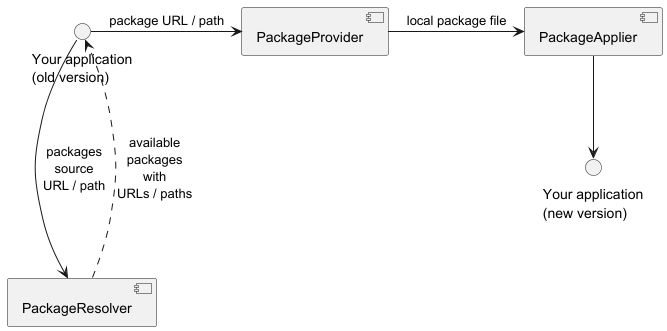 package URL / path
PackageProvider
local package file
PackageApplier
Your application
(old version)
packages
source
URL / path
available
packages
with
URLs / paths
Your application
(new version)
PackageResolver